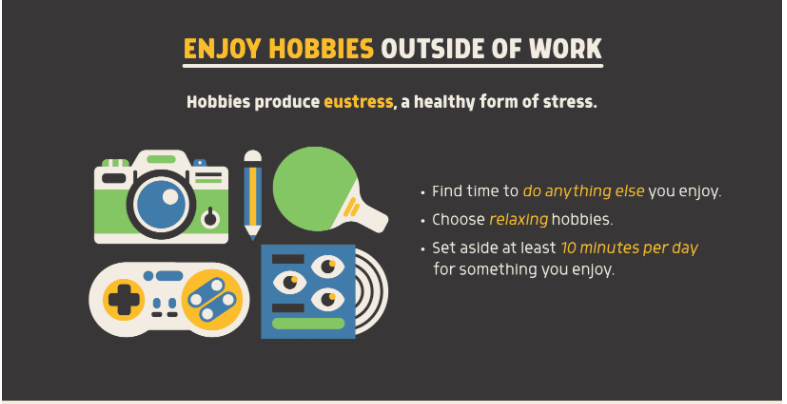 ENJOY HOBBIES OUTSIDE OF WORK
Hobbies produce eustress, a healthy form of stress.
• Find time to do anything else you enjoy.
• Choose relaxing hobbies.
• Set aside at least 10 minutes per day
for something you enjoy.